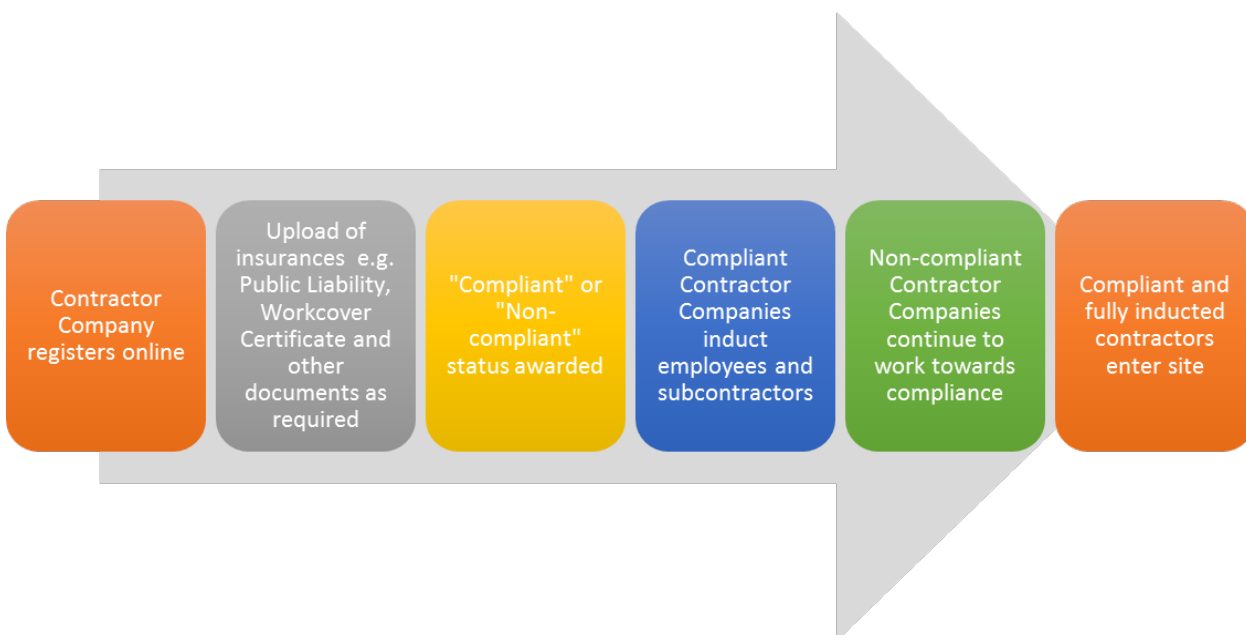 Contractor
Company
registers online
Upload of
insurances e.g.
Public Liability,
Workcover
Certificate and
other
documents as
required
"Compliant" or
"Non-
compliant"
status awarded
Compliant
Contractor
Companies
induct
employees and
subcontractors
Non-compliant
Contractor
Companies
continue to
work towards
compliance
Compliant and
fully inducted
contractors
enter site